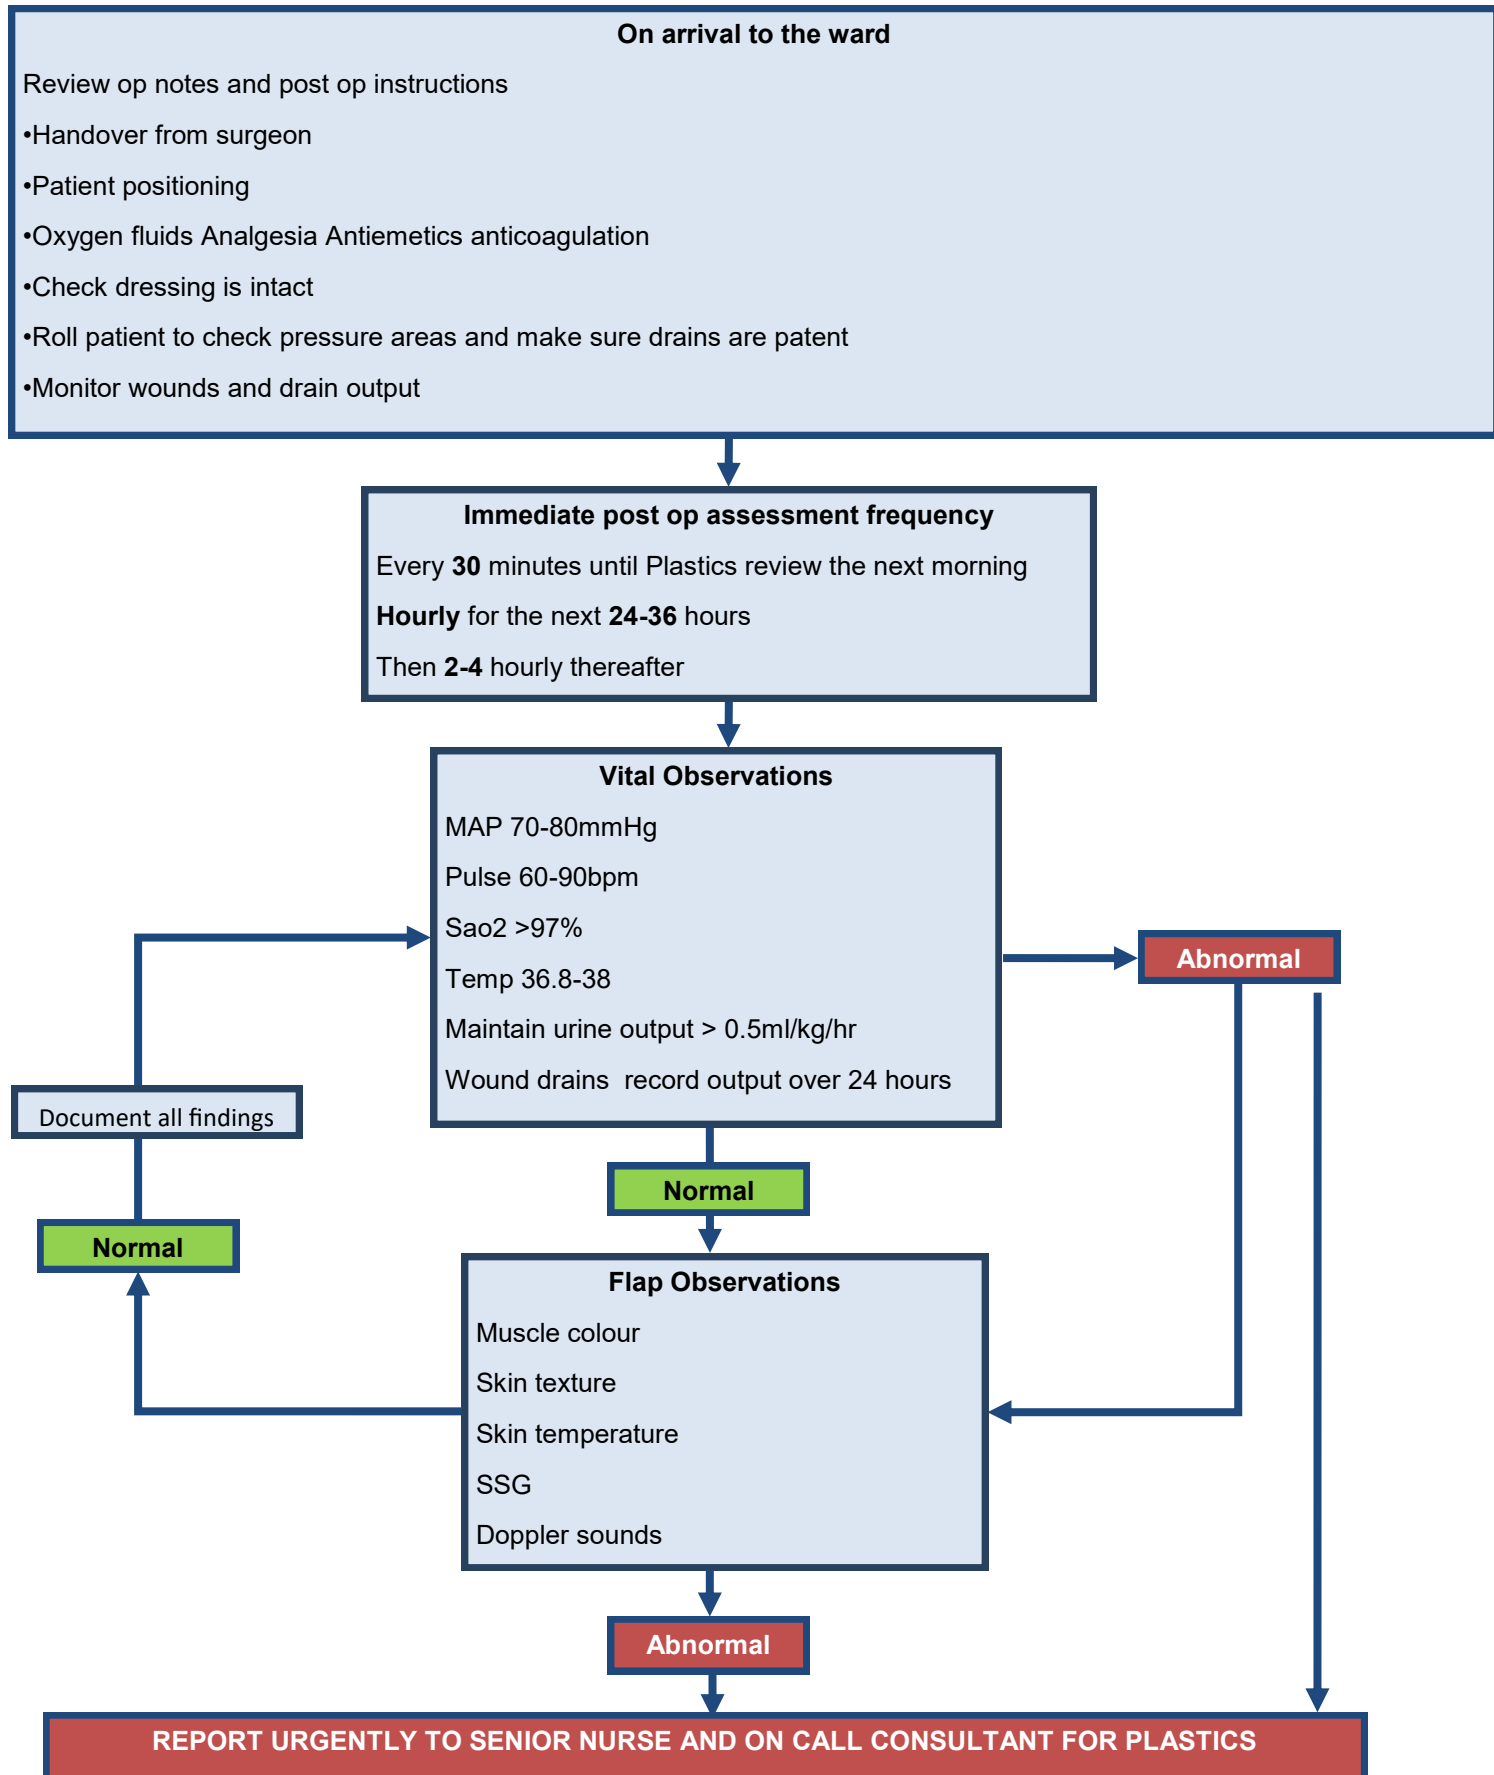 On arrival to the ward
Review op notes and post op instructions
•Handover from surgeon
•Patient positioning
•Oxygen fluids Analgesia Antiemetics anticoagulation
•Check dressing is intact
•Roll patient to check pressure areas and make sure drains are patent
•Monitor wounds and drain output
Immediate post op assessment frequency
Every 30 minutes until Plastics review the next morning
Hourly for the next 24-36 hours
Then 2-4 hourly thereafter
Vital Observations
MAP 70-80mmHg
Pulse 60-90bpm
Sao2 >97%
Temp 36.8-38
Maintain urine output > 0.5ml/kg/hr
Wound drains  record output over 24 hours
Abnormal
Document all findings
Normal
Normal
Flap Observations
Muscle colour
Skin texture
Skin temperature
SSG
Doppler sounds
Abnormal
REPORT URGENTLY TO SENIOR NURSE AND ON CALL CONSULTANT FOR PLASTICS